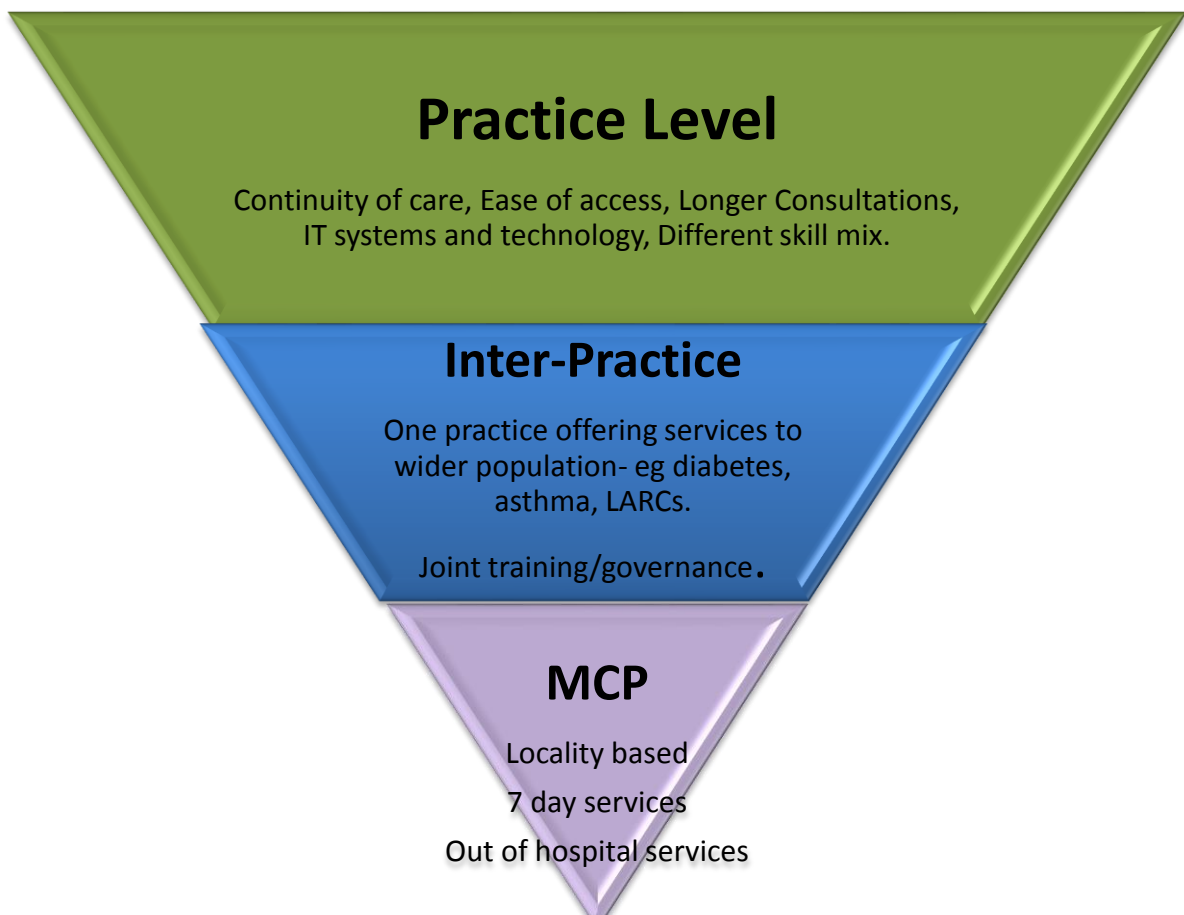 Practice Level
Continuity of care, Ease of access, Longer Consultations,
IT systems and technology, Different skill mix.
Inter-Practice
One practice offering services to
wider population- eg diabetes,
asthma, LARCs.
Joint training/governance.
MCP
Locality based
7 day services
Out of hospital services